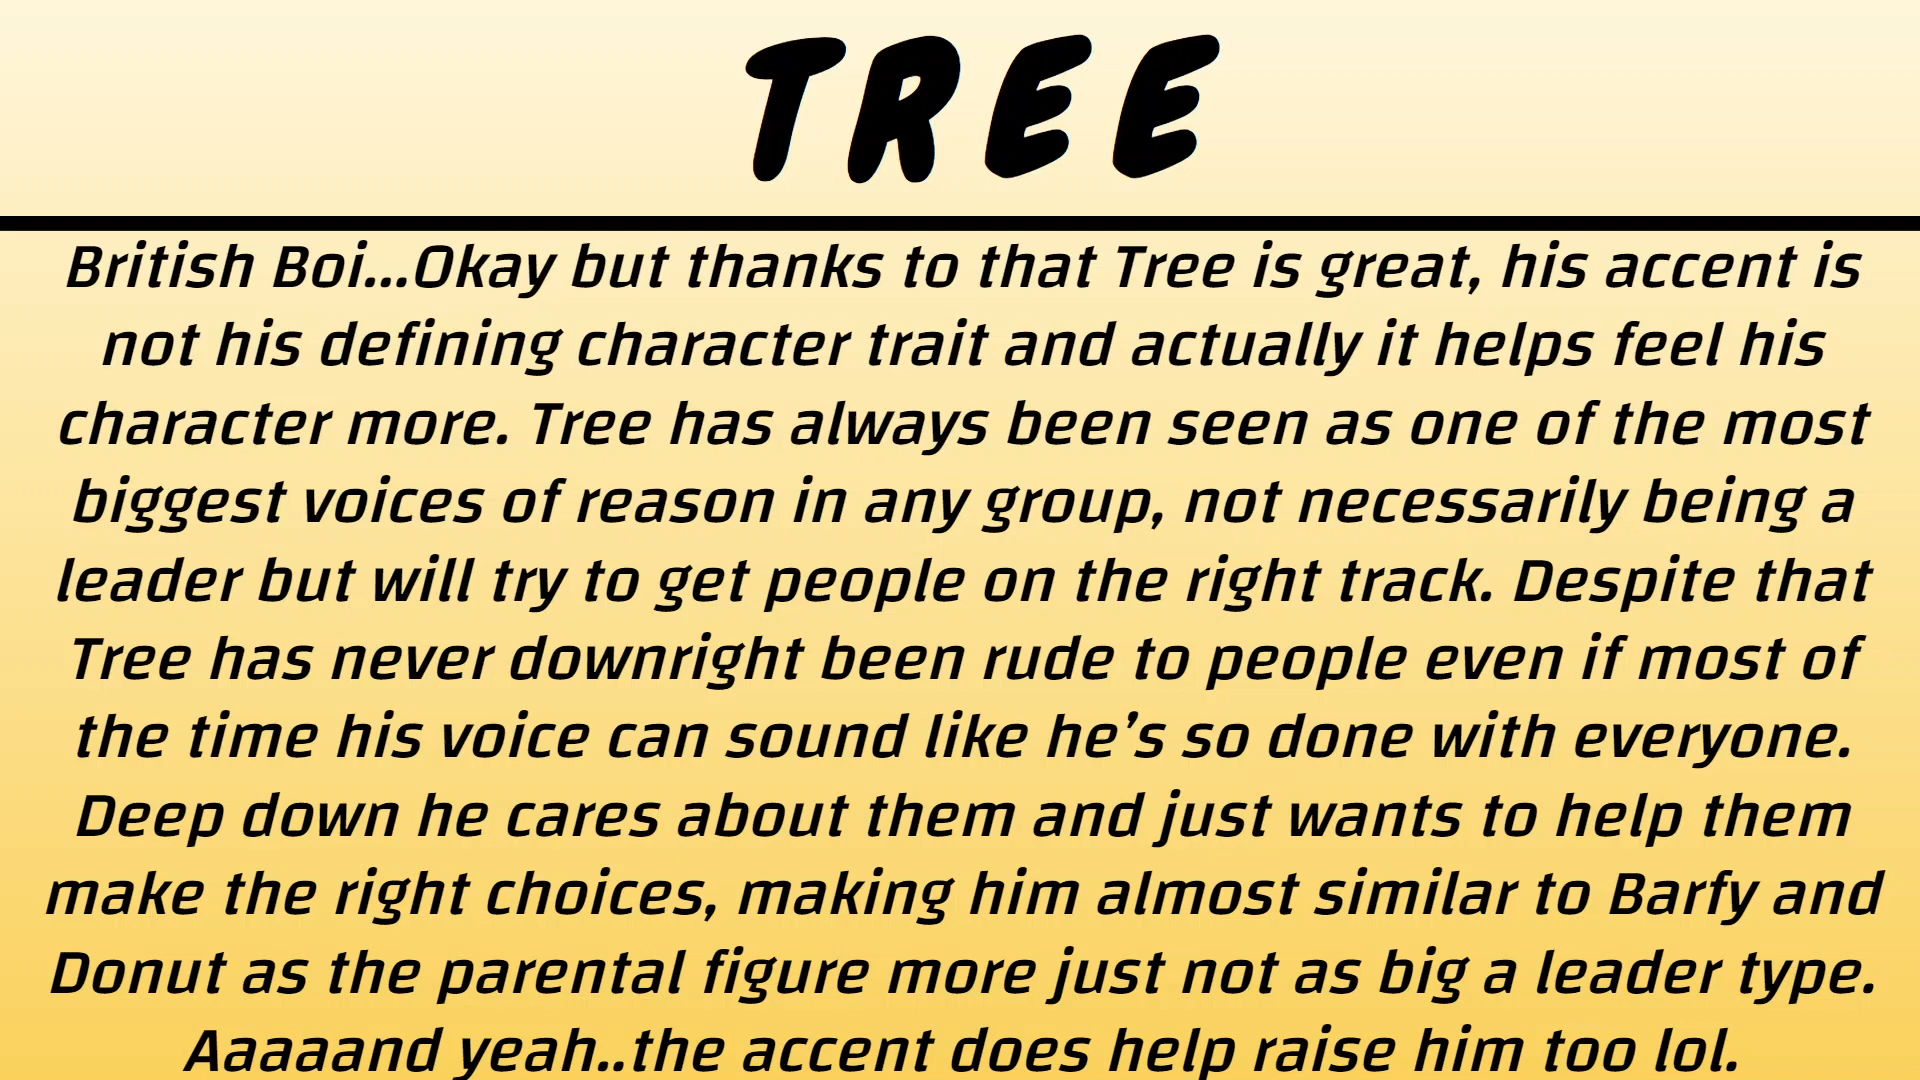 TREE
British Boi...Okay but thanks to that Tree is great, his accent is
not his defining character trait and actually it helps feel his
character more. Tree has always been seen as one of the most
biggest voices of reason in any group, not necessarily being a
leader but will try to get people on the right track. Despite that
Tree has never downright been rude to people even if most of
the time his voice can sound like he’s so done with everyone.
Deep down he cares about them and just wants to help them
make the right choices, making him almost similar to Barfy and
Donut as the parental figure more just not as big a leader type.
Aaaaand yeah..the accent does help raise him too lol.